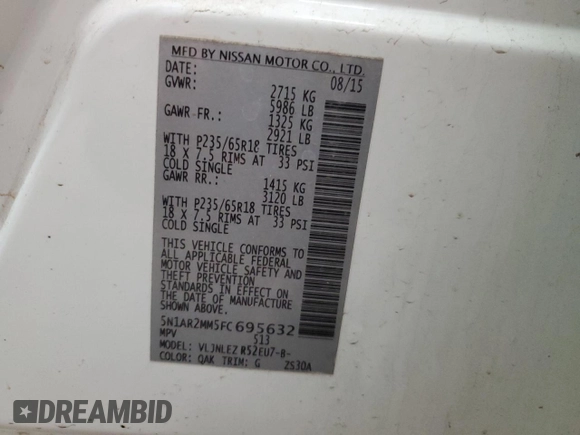 MFD BY NISSAN MOTOR CO., LTD.
DATE: 08/15
GVWR: 2715 KG
5986 LB
GAWR FR.: 1325 KG
2921 LB
WITH P235/65R18 TIRES
18 X 7.5 RIMS AT 33 PSI
COLD SINGLE
GAWR RR.: 1415 KG
3120 LB
WITH P235/65R18 TIRES
18 X 7.5 RIMS AT 33 PSI
COLD SINGLE
THIS VEHICLE CONFORMS TO
ALL APPLICABLE FEDERAL
MOTOR VEHICLE SAFETY AND
THEFT PREVENTION
STANDARDS IN EFFECT ON
THE DATE OF MANUFACTURE
SHOWN ABOVE.
5N1AR2MM5FC695632
MPV 513
MODEL: VLJNLEZ R52EU7-B-
COLOR: QAK TRIM: G ZS30A
DREAMBID